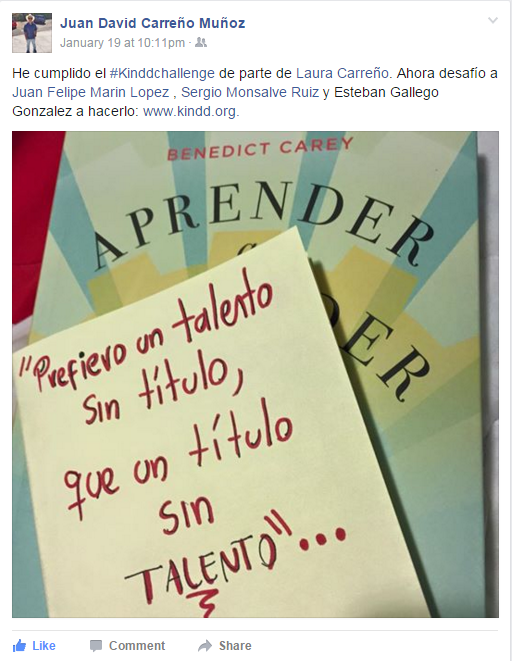 Juan David Carreño Muñoz
January 19 at 10:11pm ·
He cumplido el #Kinddchallenge de parte de Laura Carreño. Ahora desafío a
Juan Felipe Marin Lopez , Sergio Monsalve Ruiz y Esteban Gallego
Gonzalez a hacerlo: www.kindd.org.
BENEDICT CAREY
APRENDER
DER
"Prefiero un talento
sin título,
que un título
sin
TALENTO"...
Like Comment Share